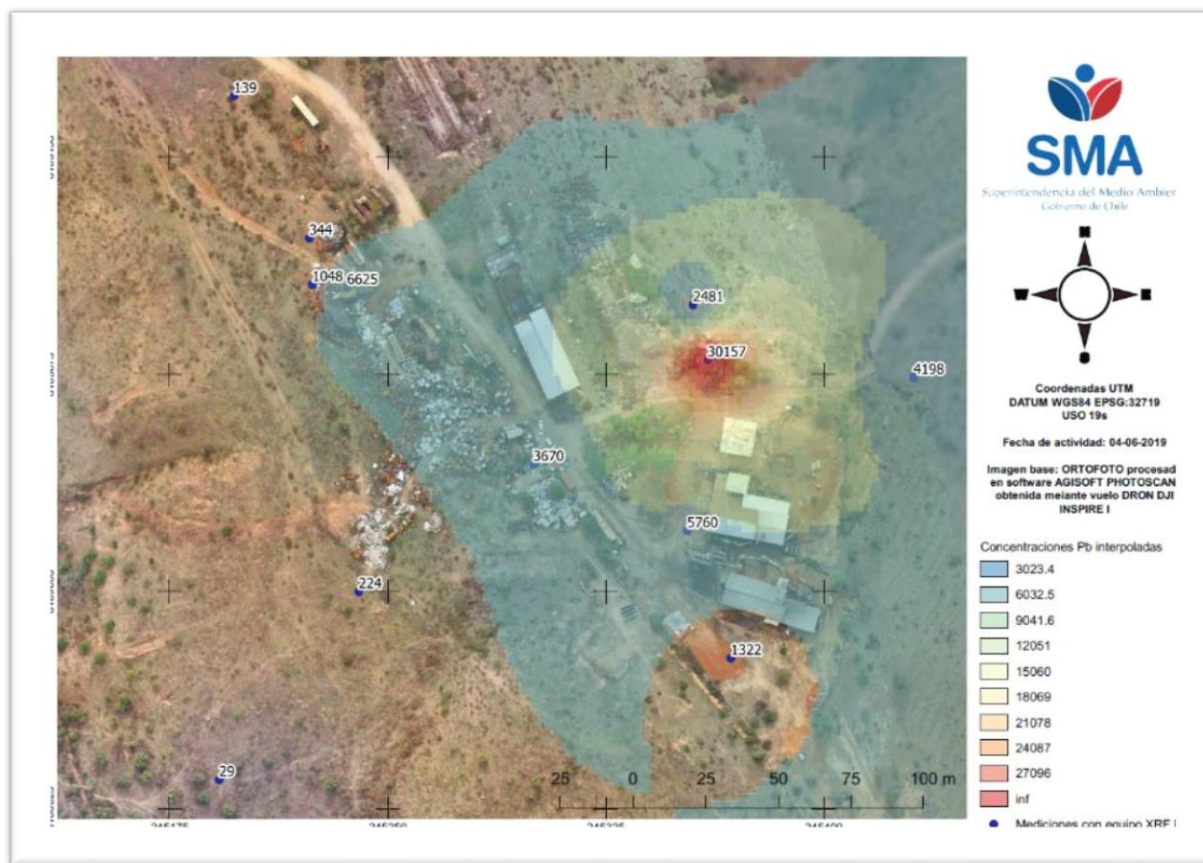 139
344
1048 6625
2481
30157
4198
3670
5760
224
1322
29
25 0 25 50 75 100 m
SMA
Superintendencia del Medio Ambier
Gobierno de Chile
Coordenadas UTM
DATUM WGS84 EPSG:32719
USO 19s
Fecha de actividad: 04-06-2019
Imagen base: ORTOFOTO procesad
en software AGISOFT PHOTOSCAN
obtenida meiante vuelo DRON DJI
INSPIRE I
Concentraciones Pb interpoladas
3023.4
6032.5
9041.6
12051
15060
18069
21078
24087
27096
inf
Mediciones con equipo XRF